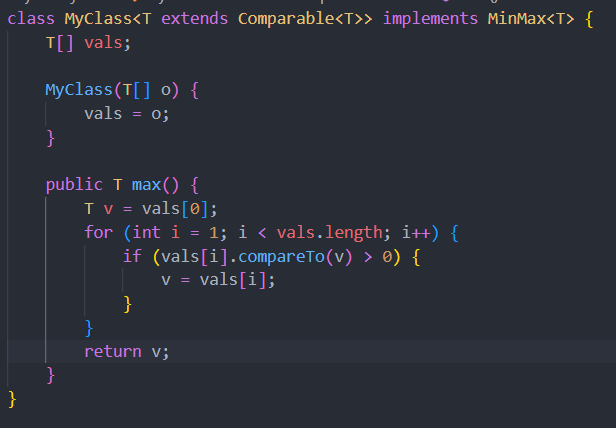 class MyClass<T extends Comparable<T>> implements MinMax<T> {
    T[] vals;

    MyClass(T[] o) {
        vals = o;
    }

    public T max() {
        T v = vals[0];
        for (int i = 1; i < vals.length; i++) {
            if (vals[i].compareTo(v) > 0) {
                v = vals[i];
            }
        }
        return v;
    }
}